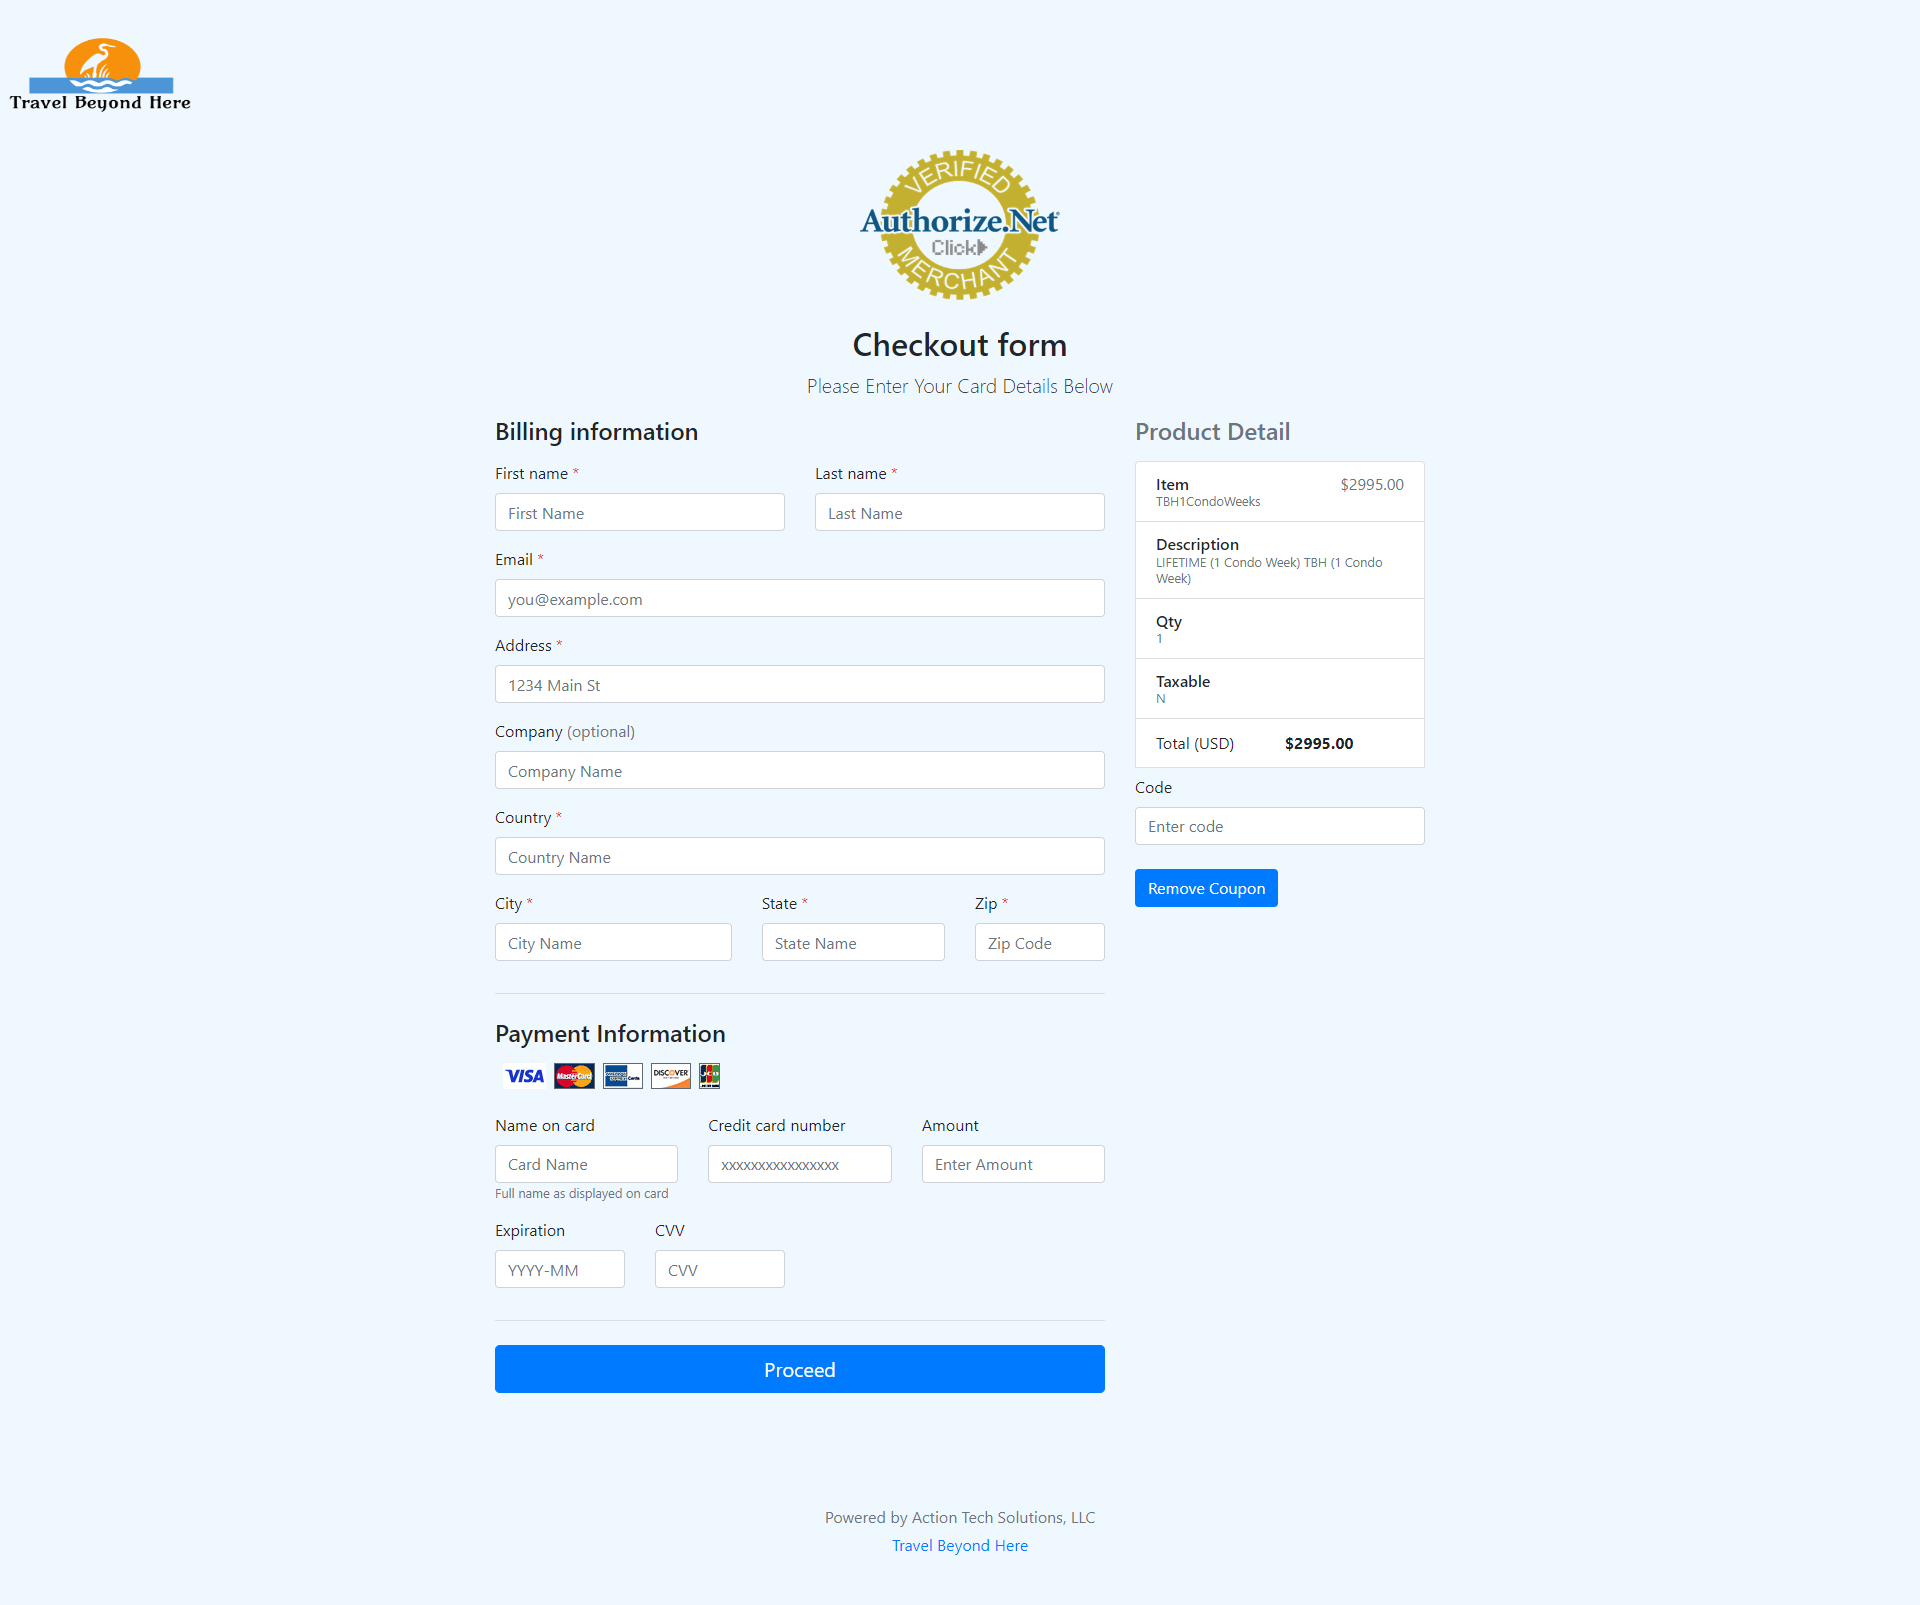 Travel Beyond Here
VERIFIED
Authorize.Net
Click
MERCHANT
Checkout form
Please Enter Your Card Details Below
Billing information
First name *
Last name *
First Name
Last Name
Email *
you@example.com
Address *
1234 Main St
Company (optional)
Company Name
Country *
Country Name
City *
State *
Zip *
City Name
State Name
Zip Code
Product Detail
Item
$2995.00
TBH1CondoWeeks
Description
LIFETIME (1 Condo Week) TBH (1 Condo
Week)
Qty
1
Taxable
N
Total (USD)
$2995.00
Code
Enter code
Remove Coupon
Payment Information
VISA
MasterCard
DISCOVER
JCB
Name on card
Credit card number
Amount
Card Name
xxxxxxxxxxxxxxxx
Enter Amount
Full name as displayed on card
Expiration
CVV
YYYY-MM
CVV
Proceed
Powered by Action Tech Solutions, LLC
Travel Beyond Here